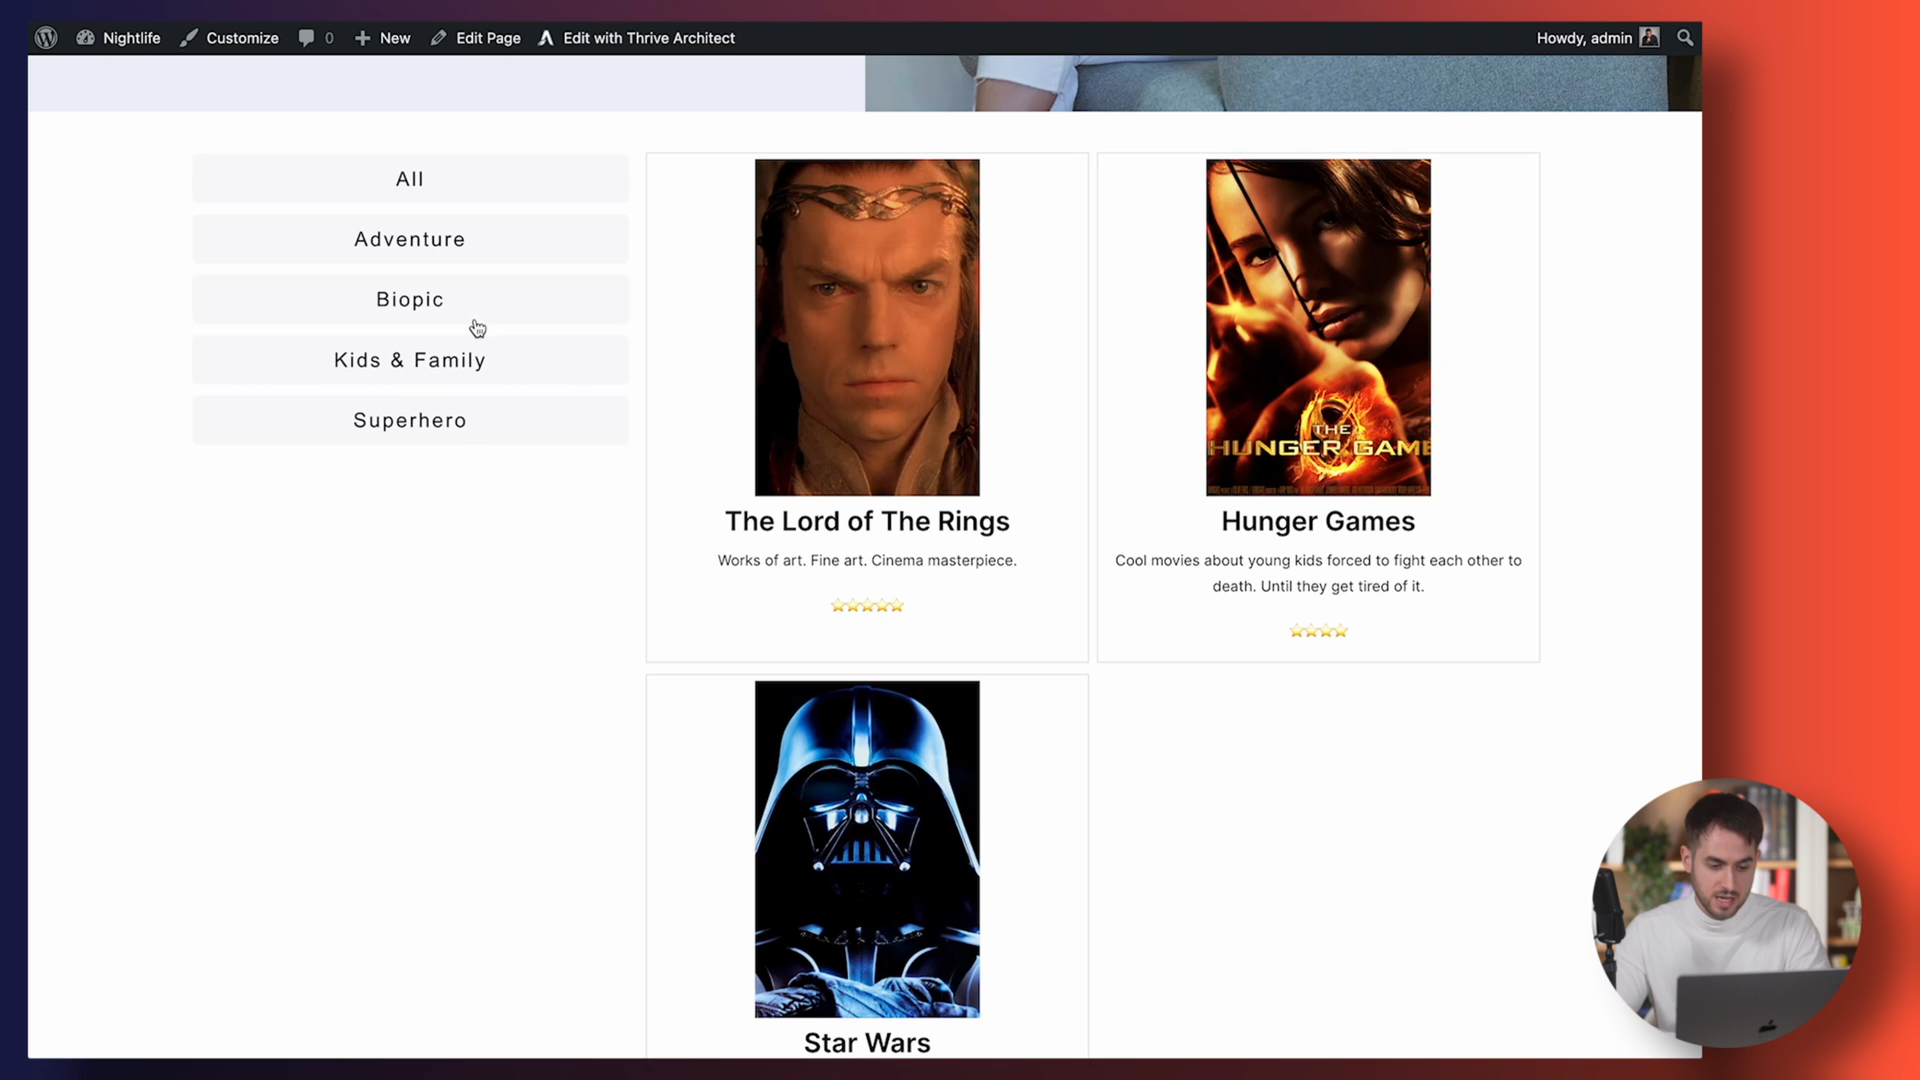 Nightlife Customize 0 New Edit Page Edit with Thrive Architect Howdy, admin
All
Adventure
Biopic
Kids & Family
Superhero
THE
HUNGER GAME
The Lord of The Rings
Works of art. Fine art. Cinema masterpiece.
Hunger Games
Cool movies about young kids forced to fight each other to
death. Until they get tired of it.
Star Wars